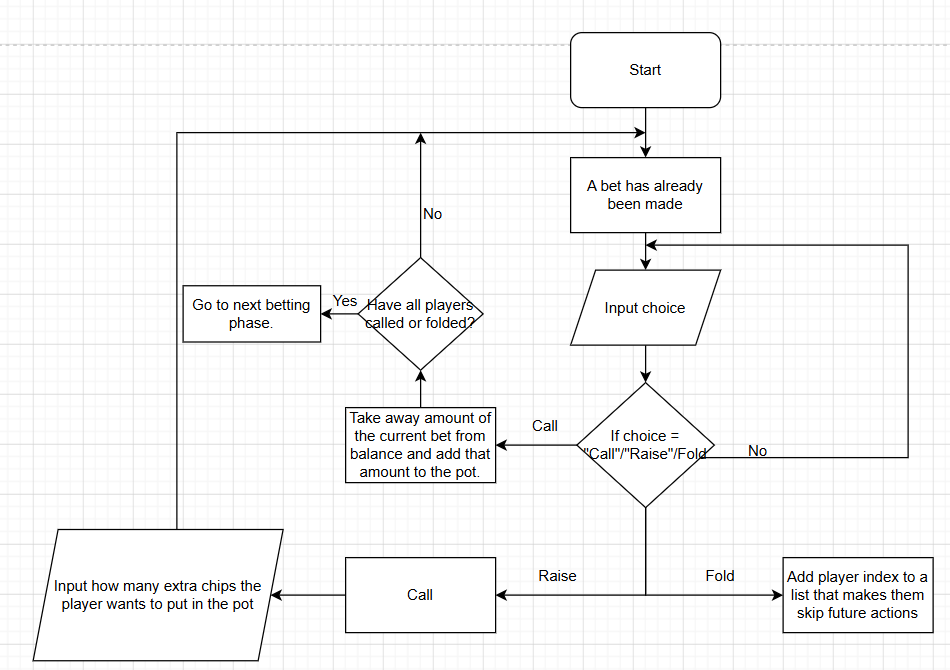 Start
A bet has already
been made
No
Go to next betting
phase.
Yes
Have all players
called or folded?
Input choice
Take away amount of
the current bet from
balance and add that
amount to the pot.
Call
If choice =
"Call"/"Raise"/Fold
No
Input how many extra chips the
player wants to put in the pot
Call
Raise
Fold
Add player index to a
list that makes them
skip future actions